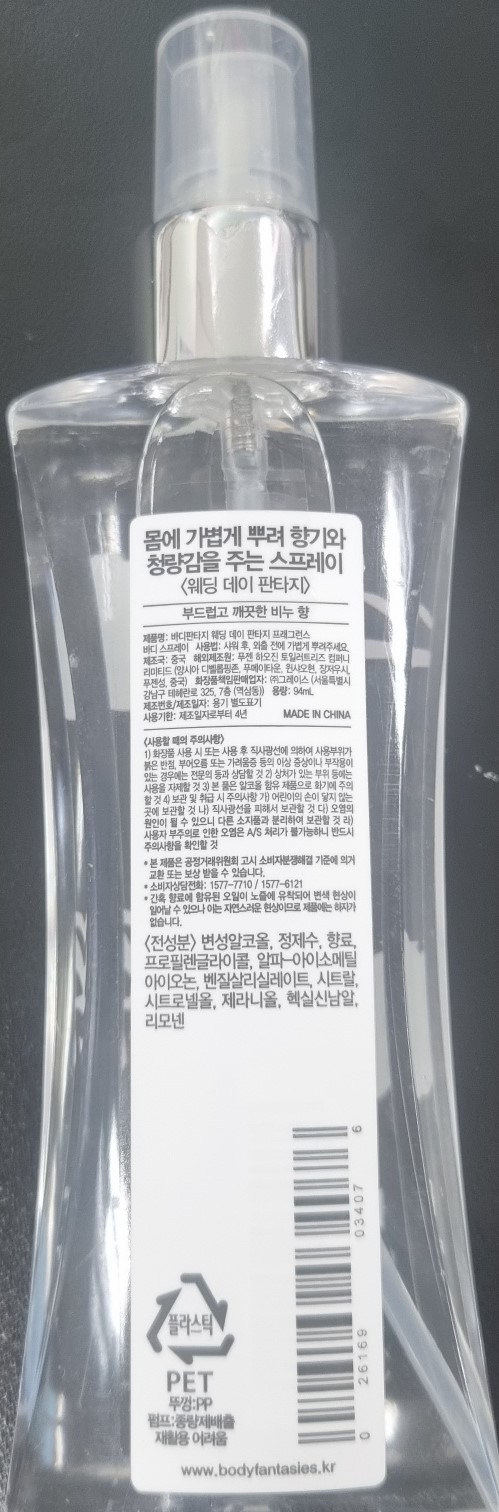 몸에 가볍게 뿌려 향기와
청량감을 주는 스프레이
〈웨딩 데이 판타지〉
부드럽고 깨끗한 비누 향
제품명: 바디판타지 웨딩 데이 판타지 프래그런스
바디 스프레이 사용법: 샤워 후, 외출 전에 가볍게 뿌려주세요.
제조국: 중국 해외제조원: 푸젠 하오진 토일러트리즈 컴퍼니
리미티드 (양시아 디벨롭핑존, 푸메이타운, 윈샤오현, 장저우시,
푸젠성, 중국) 화장품책임판매업자: ㈜그레이스 (서울특별시
강남구 테헤란로 325, 7층 (역삼동)) 용량: 94mL
제조번호/제조일자: 용기 별도표기
사용기한: 제조일자로부터 4년 MADE IN CHINA
〈사용할 때의 주의사항〉
1) 화장품 사용 시 또는 사용 후 직사광선에 의하여 사용부위가
붉은 반점, 부어오름 또는 가려움증 등의 이상 증상이나 부작용이
있는 경우에는 전문의 등과 상담할 것 2) 상처가 있는 부위 등에는
사용을 자제할 것 3) 본 품은 알코올 함유 제품으로 화기에 주의
할 것 4) 보관 및 취급 시 주의사항 가) 어린이의 손이 닿지 않는
곳에 보관할 것 나) 직사광선을 피해서 보관할 것 다) 오염의
원인이 될 수 있으니 다른 소지품과 분리하여 보관할 것 라)
사용자 부주의로 인한 오염은 A/S 처리가 불가능하니 반드시
주의사항을 확인할 것
* 본 제품은 공정거래위원회 고시 소비자분쟁해결 기준에 의거
교환 또는 보상 받을 수 있습니다.
* 소비자상담전화: 1577-7710 / 1577-6121
* 간혹 향료에 함유된 오일이 노즐에 유착되어 변색 현상이
일어날 수 있으나 이는 자연스러운 현상이므로 제품에는 하자가
없습니다.
〈전성분〉 변성알코올, 정제수, 향료,
프로필렌글라이콜, 알파-아이소메틸
아이오논, 벤질살리실레이트, 시트랄,
시트로넬올, 제라니올, 헥실신남알,
리모넨
0 26169 03407 6
플라스틱
PET
뚜껑:PP
펌프:종량제배출
재활용 어려움
www.bodyfantasies.kr